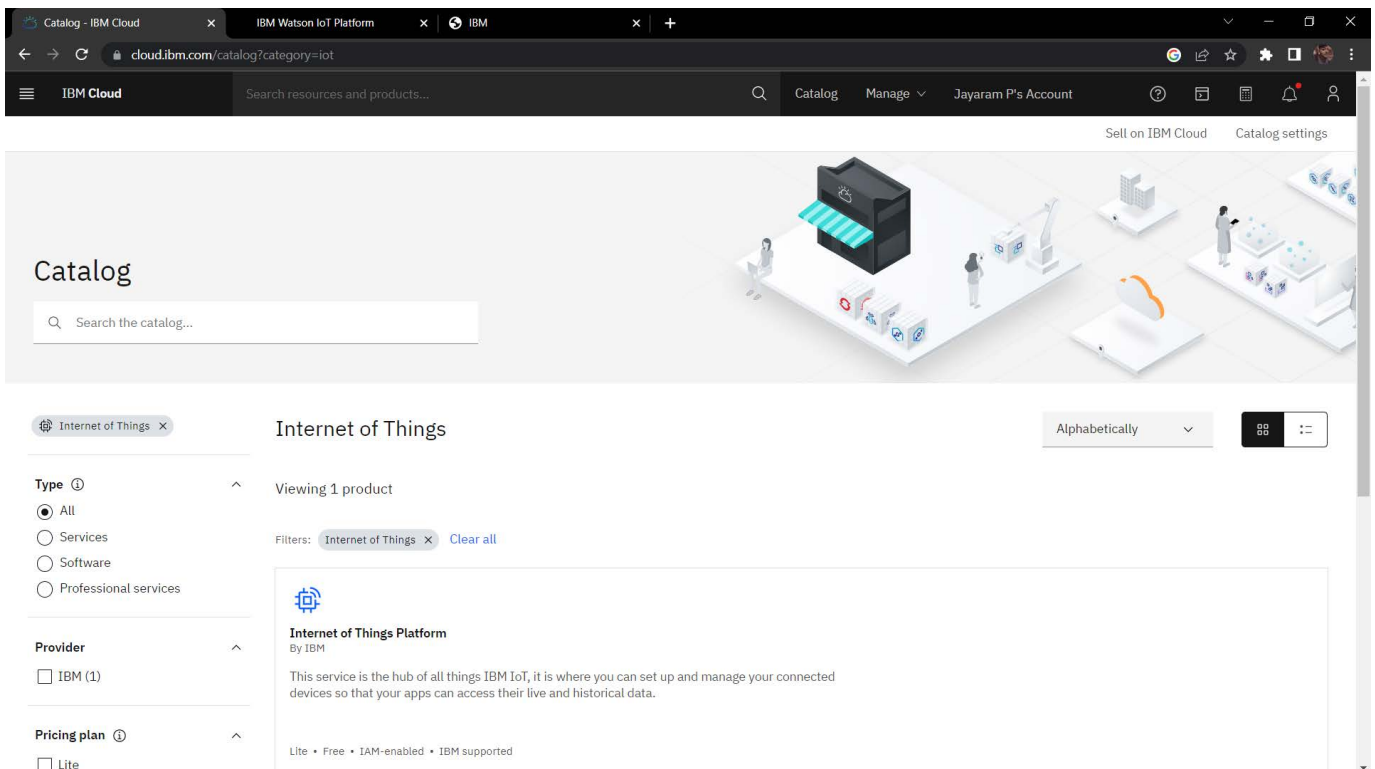 Catalog - IBM Cloud
IBM Watson IoT Platform
IBM
cloud.ibm.com/catalog?category=iot
IBM Cloud
Search resources and products...
Catalog
Manage
Jayaram P's Account
Sell on IBM Cloud
Catalog settings
Catalog
Search the catalog...
Internet of Things
Type
All
Services
Software
Professional services
Provider
IBM (1)
Pricing plan
Lite
Internet of Things
Alphabetically
Viewing 1 product
Filters: Internet of Things Clear all
Internet of Things Platform
By IBM
This service is the hub of all things IBM IoT, it is where you can set up and manage your connected
devices so that your apps can access their live and historical data.
Lite • Free • IAM-enabled • IBM supported